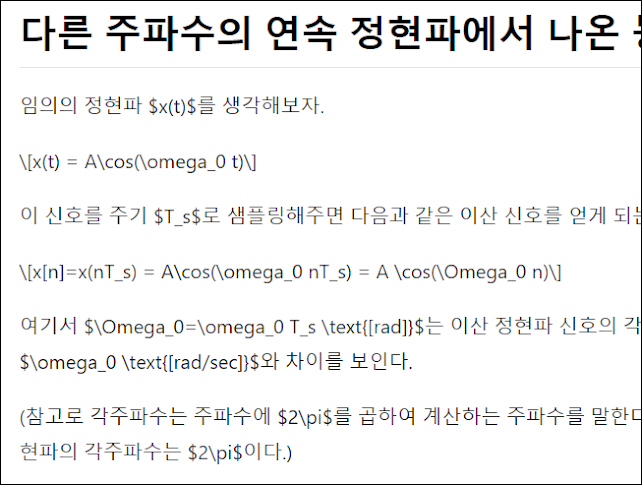 다른 주파수의 연속 정현파에서 나온
임의의 정현파 $x(t)$를 생각해보자.
\[x(t) = A\cos(\omega_0 t)\]
이 신호를 주기 $T_s$로 샘플링해주면 다음과 같은 이산 신호를 얻게 되는
\[x[n]=x(nT_s) = A\cos(\omega_0 nT_s) = A \cos(\Omega_0 n)\]
여기서 $\Omega_0=\omega_0 T_s \text{[rad]}$는 이산 정현파 신호의 각
$\omega_0 \text{[rad/sec]}$와 차이를 보인다.
(참고로 각주파수는 주파수에 $2\pi$를 곱하여 계산하는 주파수를 말한다
현파의 각주파수는 $2\pi$이다.)